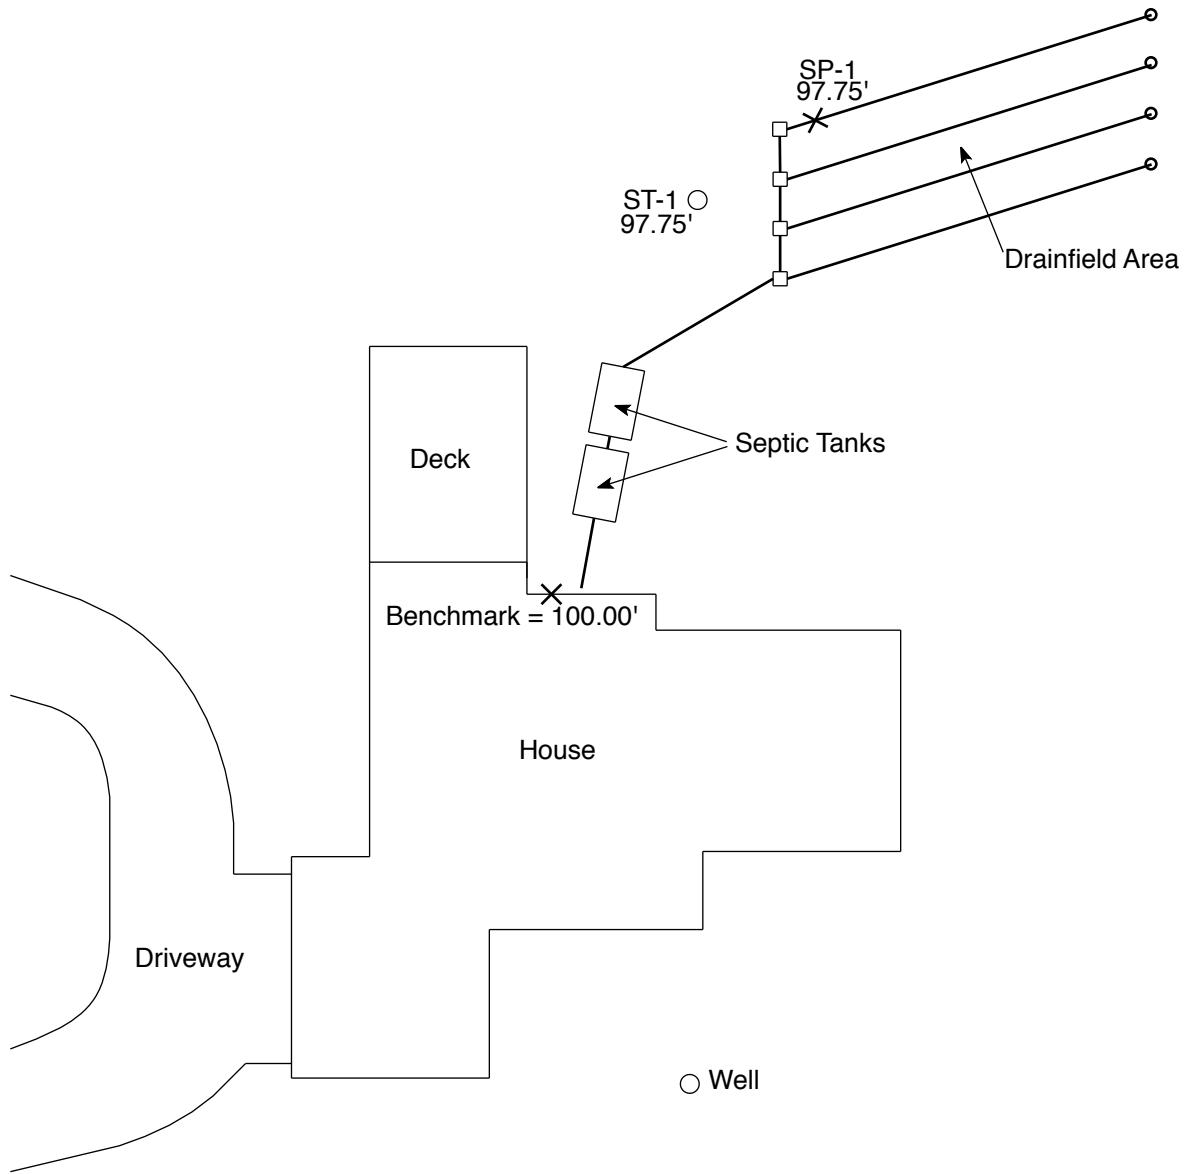 SP-1
97.75'
ST-1
97.75'
Drainfield Area
Septic Tanks
Deck
Benchmark = 100.00'
House
Driveway
Well